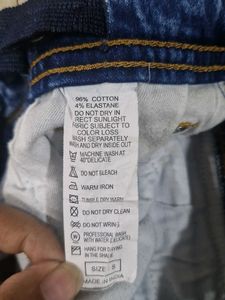 96% COTTON
4% ELASTANE
DO NOT DRY IN
DIRECT SUNLIGHT
FABRIC SUBJECT TO
COLOR LOSS
WASH SEPARATELY
WASH AND DRY INSIDE OUT
MACHINE WASH AT
40°DELICATE
DO NOT BLEACH
WARM IRON
TUMBLE DRY WARM
DO NOT DRY CLEAN
DO NOT WRING
W
PROFESSIONAL WASH
WITH WATER (DELICATE)
HANG FOR DRYING
IN THE SHADE
SIZE S
MADE IN
INDIA